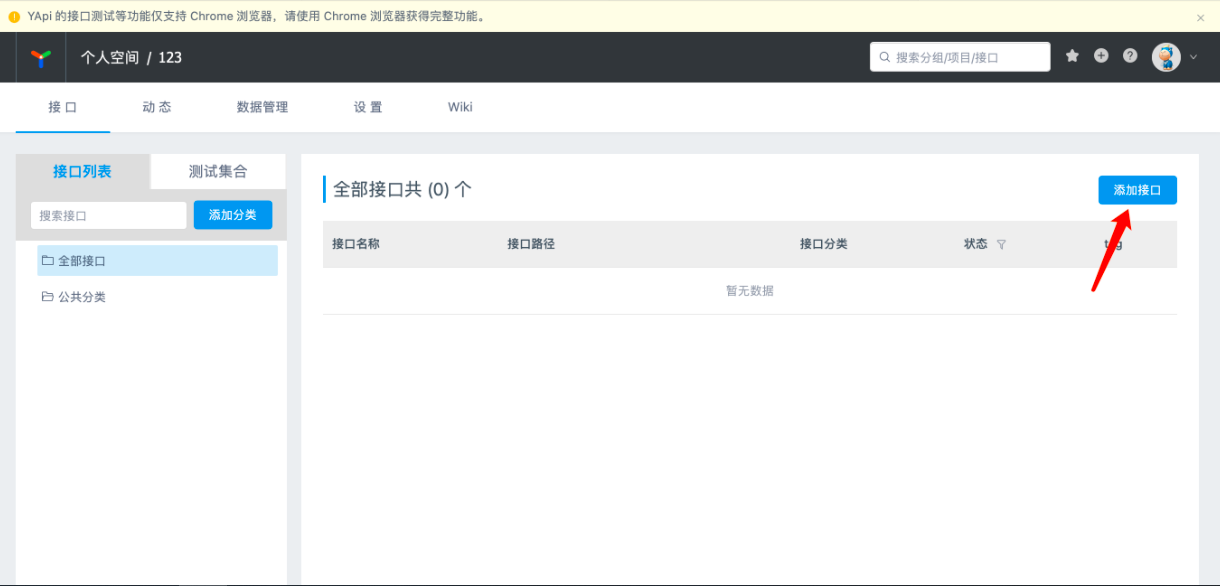 YApi 的接口测试等功能仅支持 Chrome 浏览器，请使用 Chrome 浏览器获得完整功能。
个人空间 / 123
搜索分组/项目/接口
接口 动态 数据管理 设置 Wiki
接口列表 测试集合
搜索接口 添加分类
全部接口
公共分类
全部接口共 (0) 个 添加接口
接口名称 接口路径 接口分类 状态 tag
暂无数据